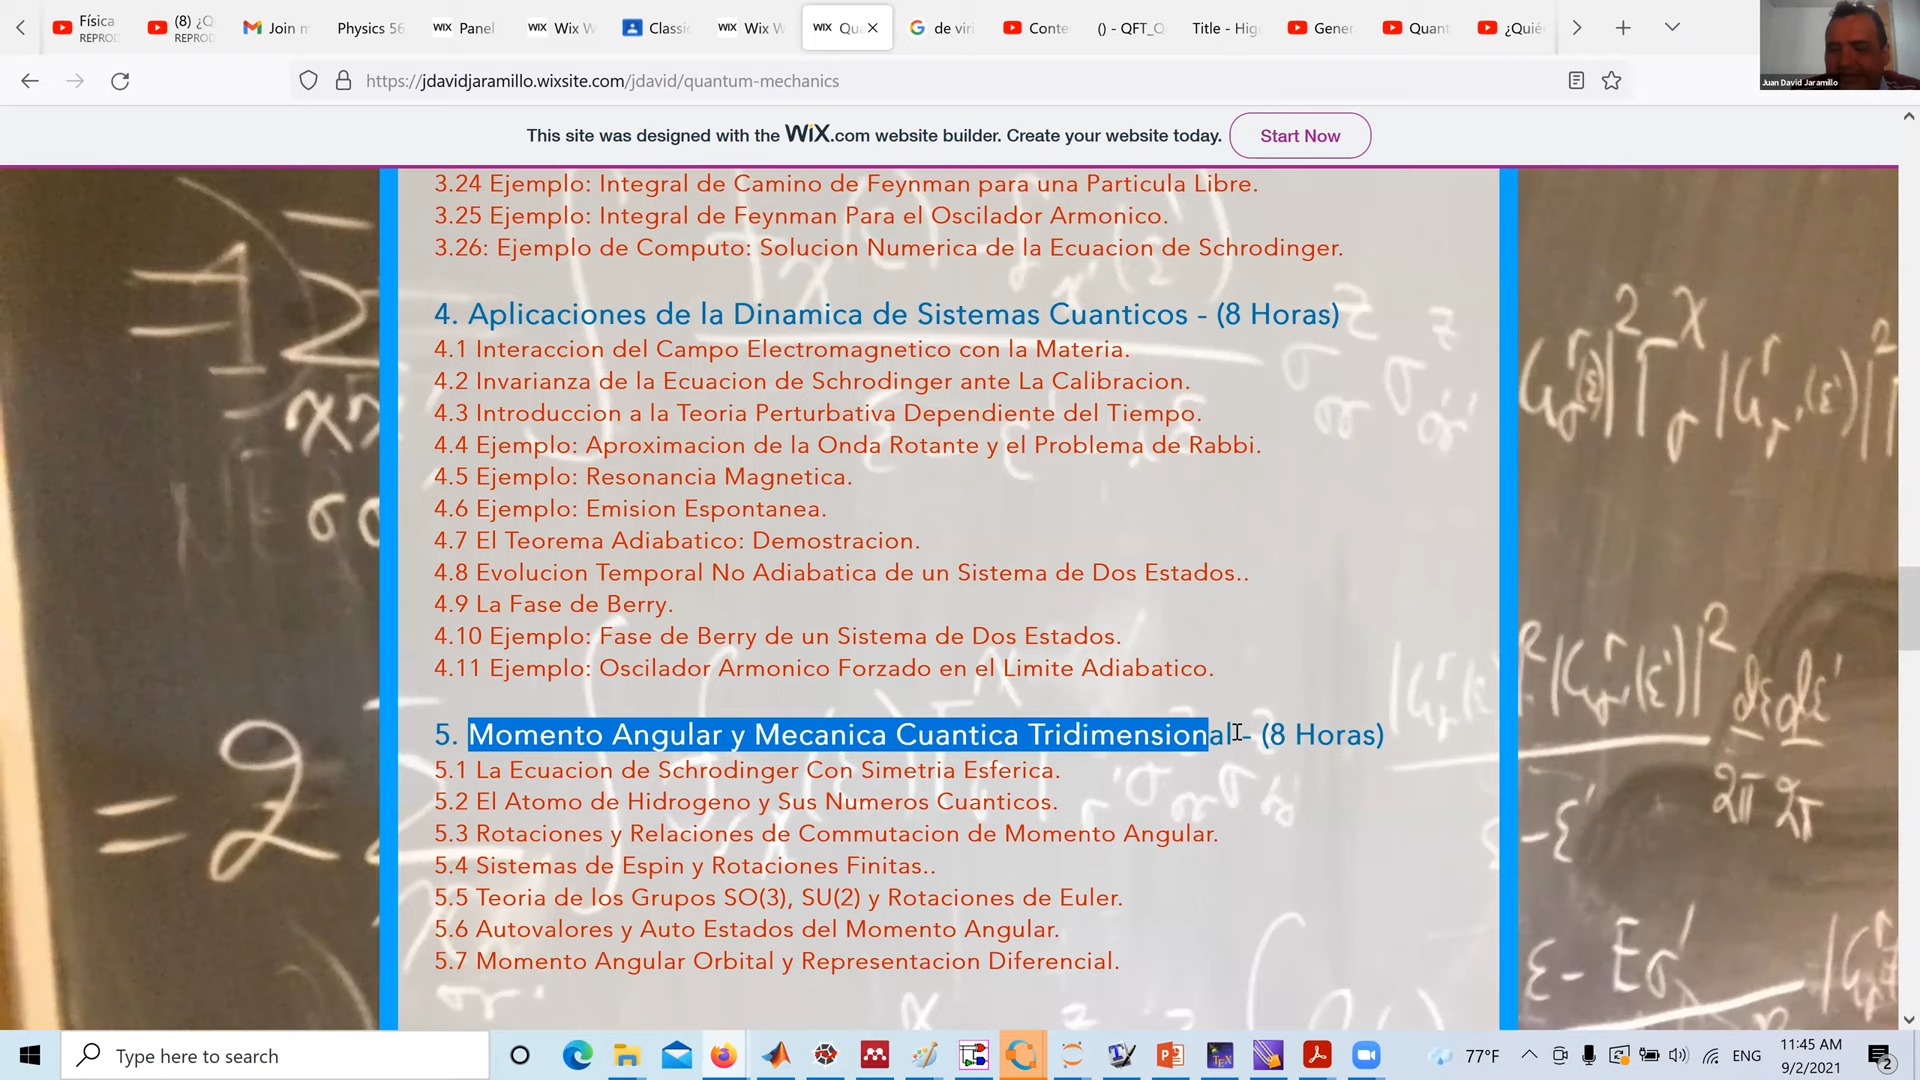 Física
REPROD
(8) ¿Q
REPROD
Join m
Physics 56
WIX Panel
WIX Wix W
Classi
WIX Wix W
WIX Qu
de viri
Conte
() - QFT_Q
Title - Hig
Gener
Quant
¿Quié
https://jdavidjaramillo.wixsite.com/jdavid/quantum-mechanics
Juan David Jaramillo
This site was designed with the WiX.com website builder. Create your website today.
Start Now
3.24 Ejemplo: Integral de Camino de Feynman para una Particula Libre.
3.25 Ejemplo: Integral de Feynman Para el Oscilador Armonico.
3.26: Ejemplo de Computo: Solucion Numerica de la Ecuacion de Schrodinger.
4. Aplicaciones de la Dinamica de Sistemas Cuanticos - (8 Horas)
4.1 Interaccion del Campo Electromagnetico con la Materia.
4.2 Invarianza de la Ecuacion de Schrodinger ante La Calibracion.
4.3 Introduccion a la Teoria Perturbativa Dependiente del Tiempo.
4.4 Ejemplo: Aproximacion de la Onda Rotante y el Problema de Rabbi.
4.5 Ejemplo: Resonancia Magnetica.
4.6 Ejemplo: Emision Espontanea.
4.7 El Teorema Adiabatico: Demostracion.
4.8 Evolucion Temporal No Adiabatica de un Sistema de Dos Estados..
4.9 La Fase de Berry.
4.10 Ejemplo: Fase de Berry de un Sistema de Dos Estados.
4.11 Ejemplo: Oscilador Armonico Forzado en el Limite Adiabatico.
5. Momento Angular y Mecanica Cuantica Tridimensional - (8 Horas)
5.1 La Ecuacion de Schrodinger Con Simetria Esferica.
5.2 El Atomo de Hidrogeno y Sus Numeros Cuanticos.
5.3 Rotaciones y Relaciones de Commutacion de Momento Angular.
5.4 Sistemas de Espin y Rotaciones Finitas..
5.5 Teoria de los Grupos SO(3), SU(2) y Rotaciones de Euler.
5.6 Autovalores y Auto Estados del Momento Angular.
5.7 Momento Angular Orbital y Representacion Diferencial.
Type here to search
77°F
ENG
11:45 AM
9/2/2021
2